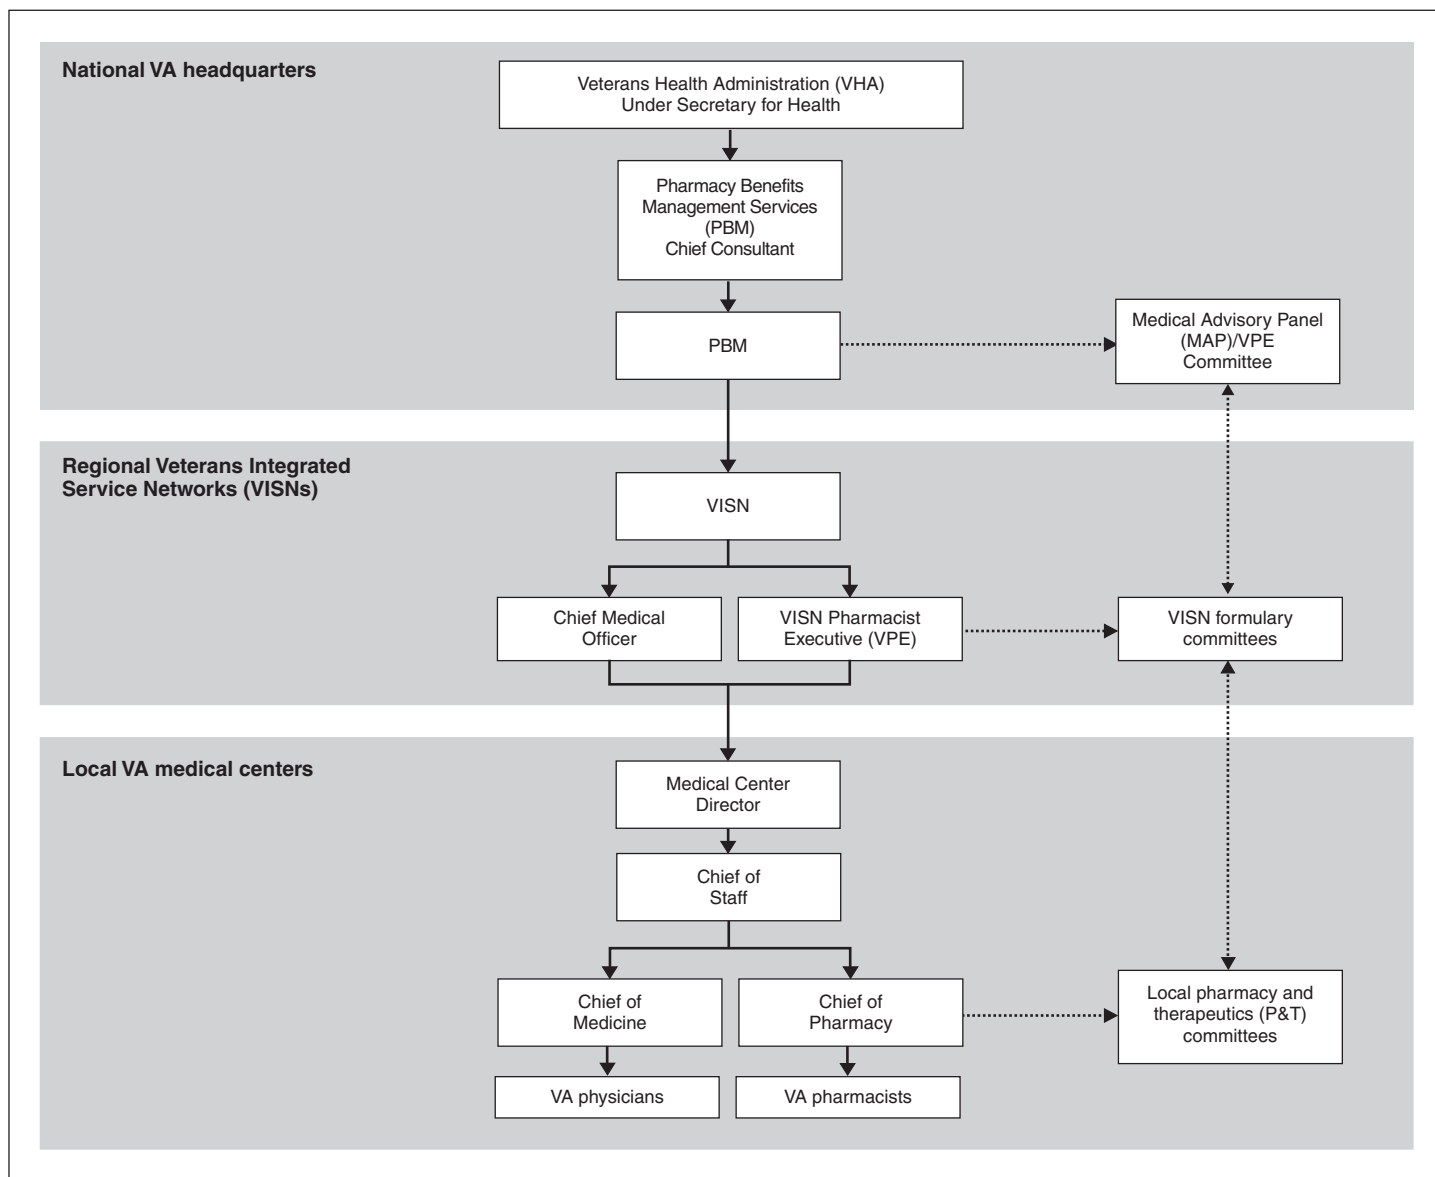 National VA headquarters
Veterans Health Administration (VHA)
Under Secretary for Health
Pharmacy Benefits
Management Services
(PBM)
Chief Consultant
PBM
Medical Advisory Panel
(MAP)/VPE
Committee
Regional Veterans Integrated
Service Networks (VISNs)
VISN
Chief Medical
Officer
VISN Pharmacist
Executive (VPE)
VISN formulary
committees
Local VA medical centers
Medical Center
Director
Chief of
Staff
Chief of
Medicine
Chief of
Pharmacy
Local pharmacy and
therapeutics (P&T)
committees
VA physicians
VA pharmacists